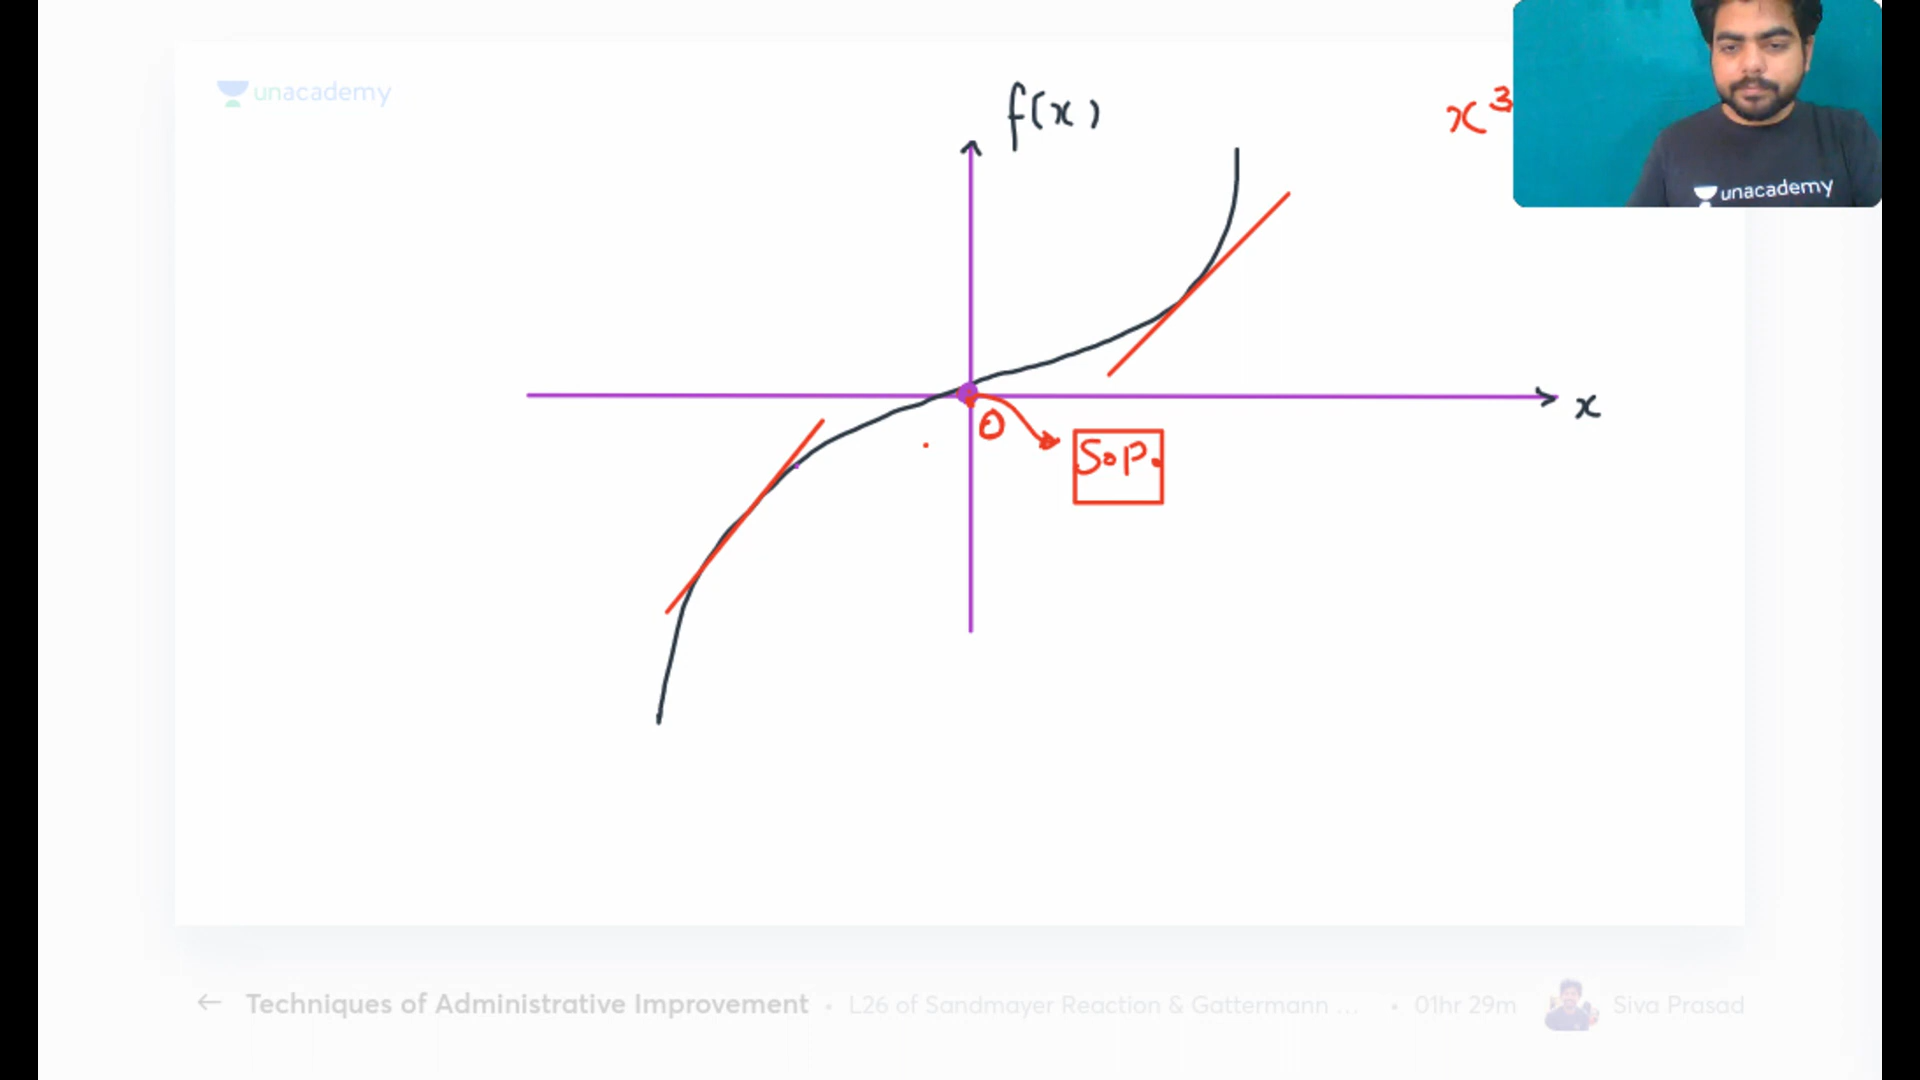 unacademy
f(x)
x³
unacademy
x
0
S.P.
← Techniques of Administrative Improvement • L26 of Sandmayer Reaction & Gattermann ... • 01hr 29m Siva Prasad